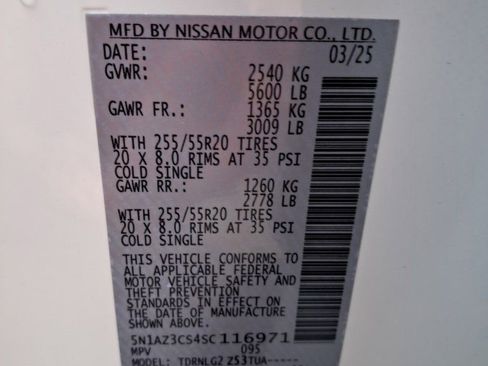 MFD BY NISSAN MOTOR CO., LTD.
DATE: 03/25
GVWR: 2540 KG
5600 LB
GAWR FR.: 1365 KG
3009 LB
WITH 255/55R20 TIRES
20 X 8.0 RIMS AT 35 PSI
COLD SINGLE
GAWR RR.: 1260 KG
2778 LB
WITH 255/55R20 TIRES
20 X 8.0 RIMS AT 35 PSI
COLD SINGLE
THIS VEHICLE CONFORMS TO
ALL APPLICABLE FEDERAL
MOTOR VEHICLE SAFETY AND
THEFT PREVENTION
STANDARDS IN EFFECT ON
THE DATE OF MANUFACTURE
SHOWN ABOVE.
5N1AZ3CS4SC116971
MPV 095
MODEL: TDRNLG2 Z53TUA-----